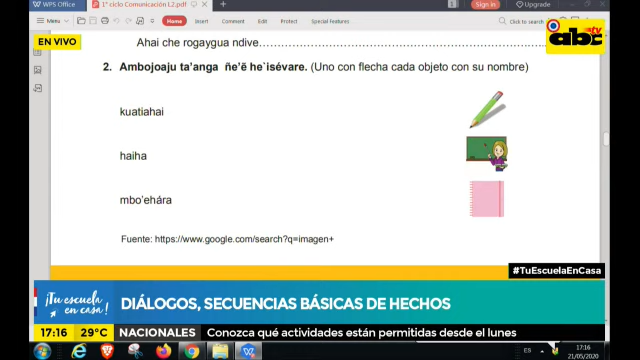 WPS Office
1° ciclo Comunicación L2.pdf
Sign in
Upgrade
Menu
Home
Insert
Comment
Edit
Protect
Special features
Click to search
EN VIVO
abc tv
Ahai che rogaygua ndive
2. Ambojoaju ta'anga ñe'ẽ he`isévare. (Uno con flecha cada objeto con su nombre)
kuatiahai
haiha
mbo'ehára
Fuente: https://www.google.com/search?q=imagen+
#TuEscuelaEnCasa
¡Tu escuela en casa!
DIÁLOGOS, SECUENCIAS BÁSICAS DE HECHOS
17:16 29°C NACIONALES Conozca qué actividades están permitidas desde el lunes
ES
17:16
21/05/2020